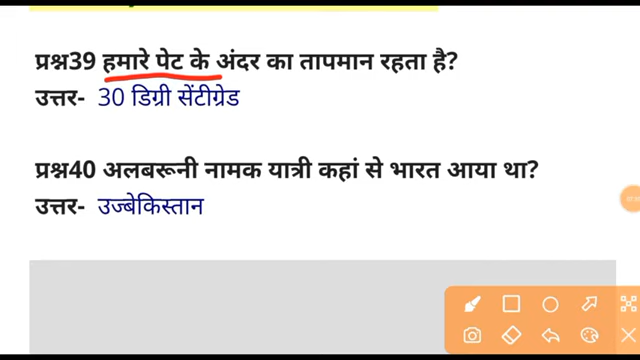 प्रश्न39 हमारे पेट के अंदर का तापमान रहता है?
उत्तर- 30 डिग्री सेंटीग्रेड
प्रश्न40 अलबरूनी नामक यात्री कहां से भारत आया था?
उत्तर- उज्बेकिस्तान